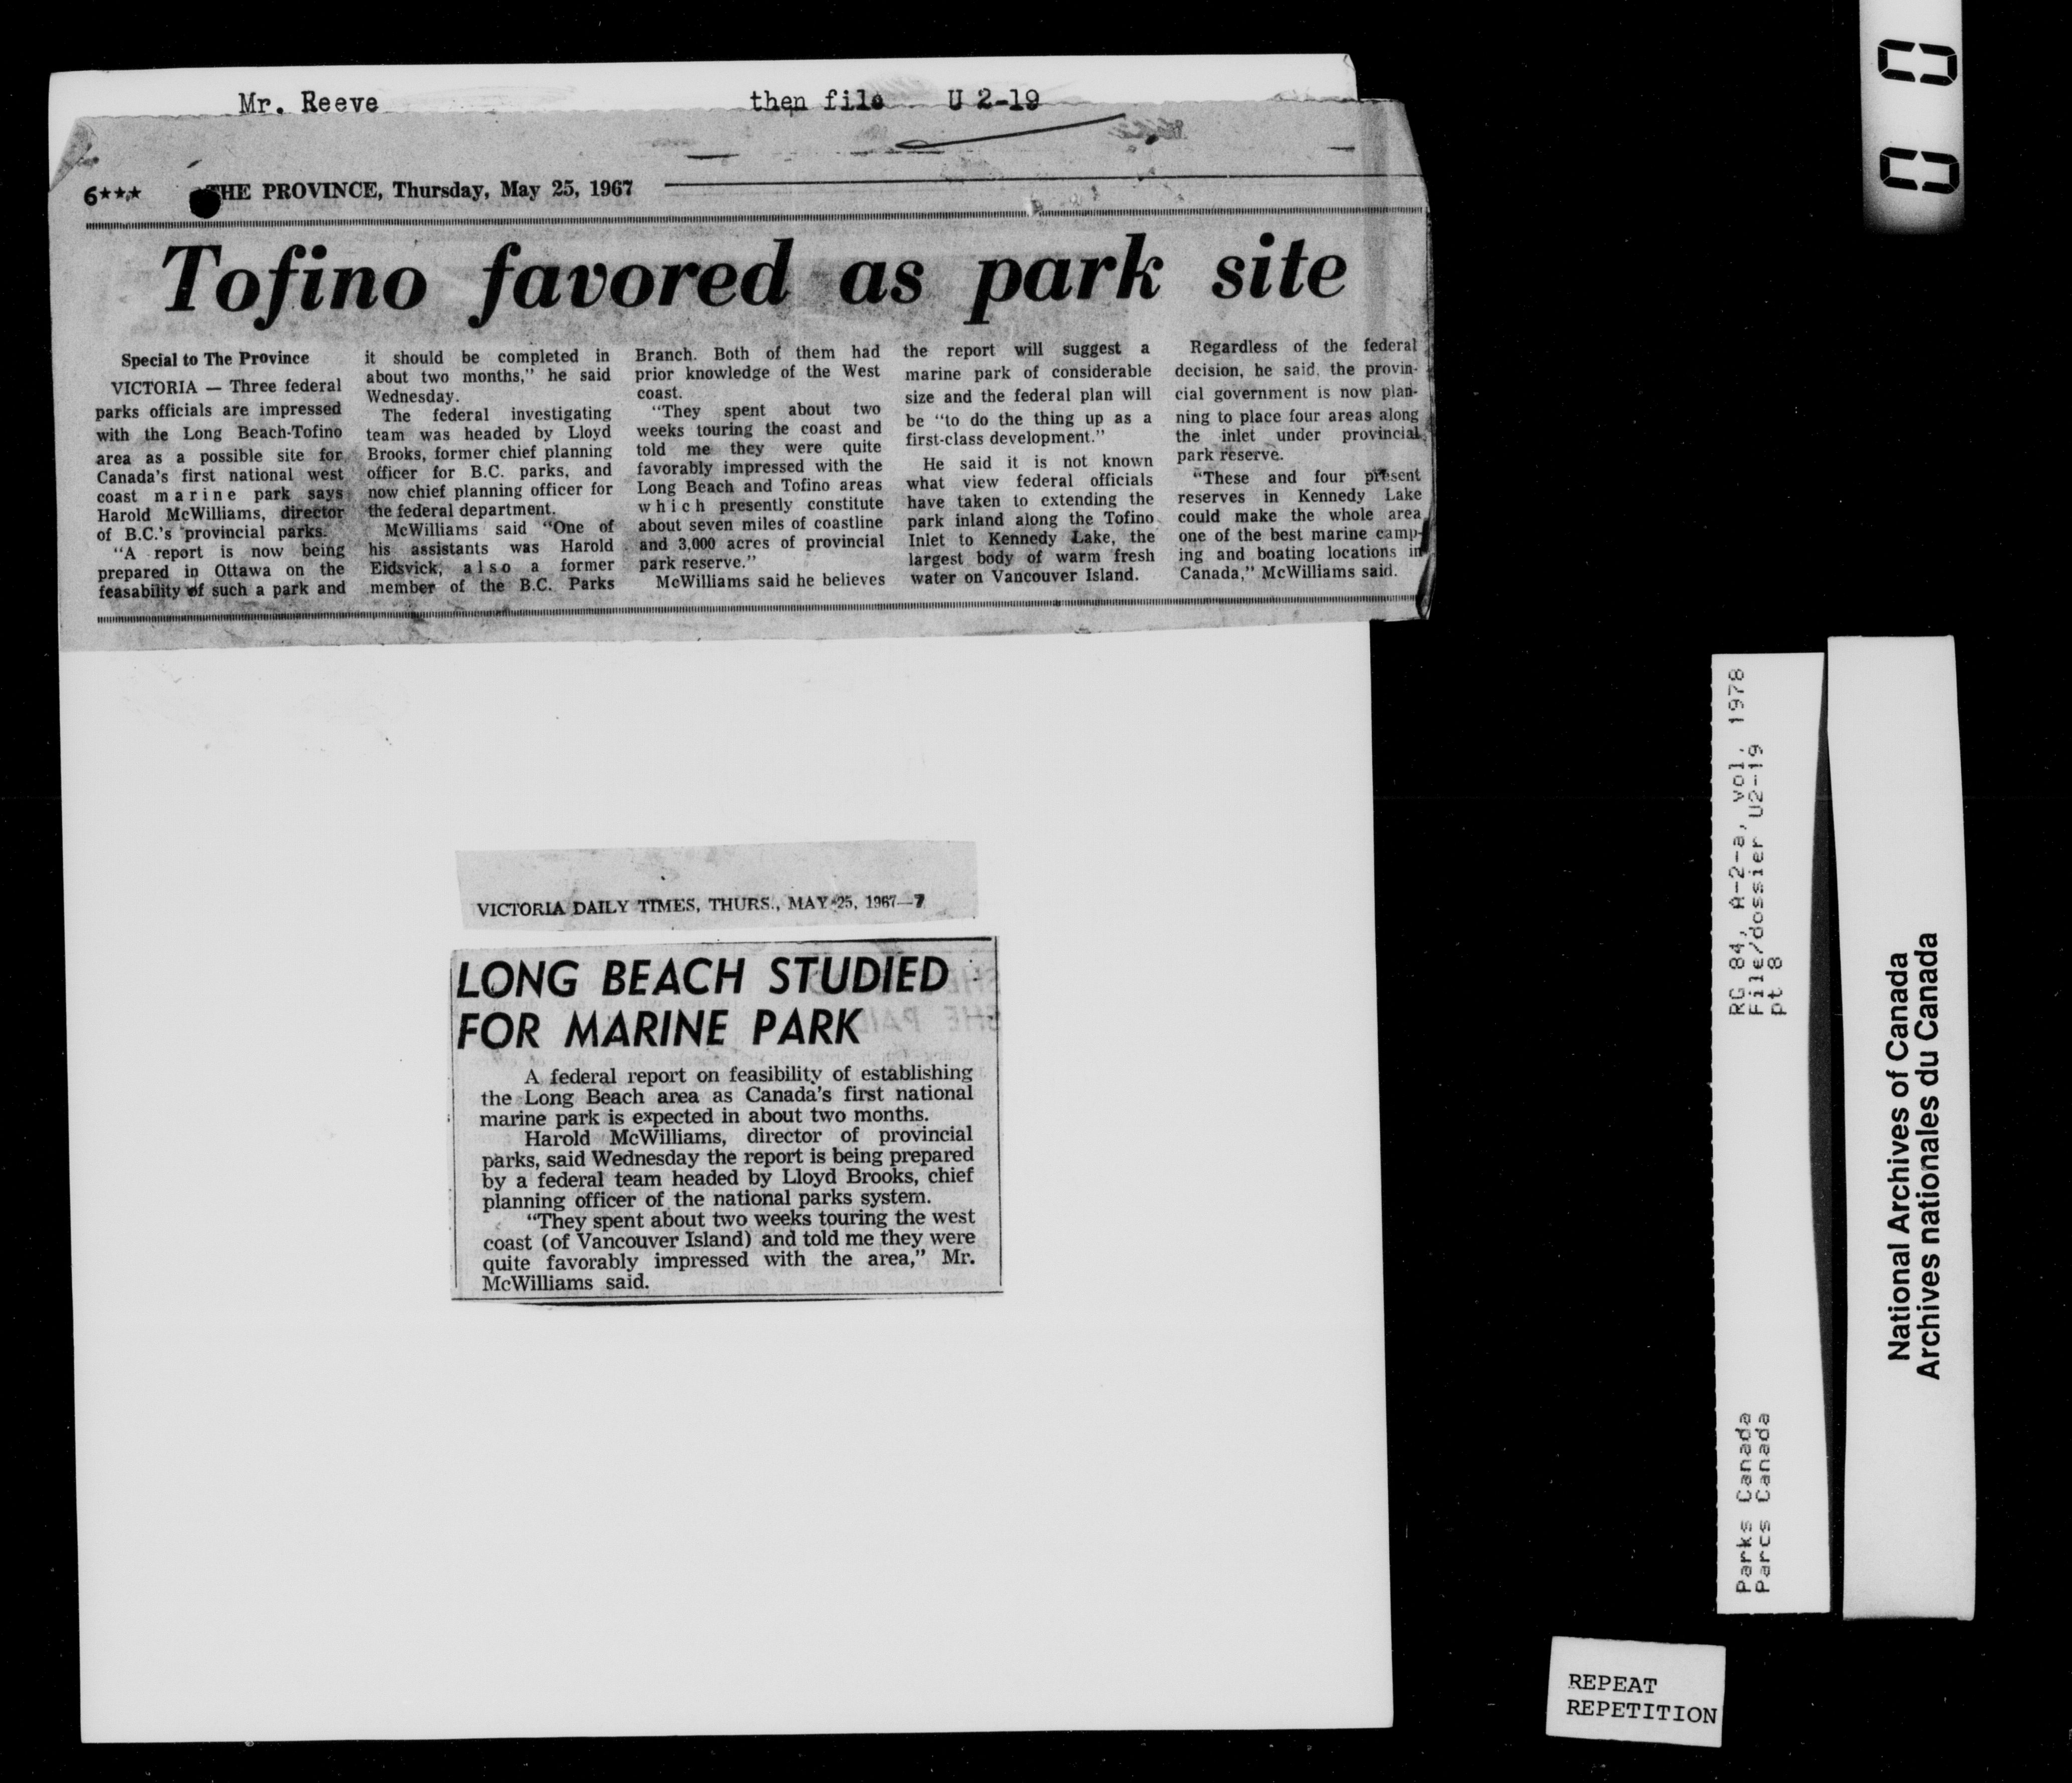 Mr. Reeve then file U 2-19
6★★★ THE PROVINCE, Thursday, May 25, 1967
Tofino favored as park site
Special to The Province
VICTORIA — Three federal
parks officials are impressed
with the Long Beach-Tofino
area as a possible site for
Canada's first national west
coast marine park says
Harold McWilliams, director
of B.C.'s provincial parks.
"A report is now being
prepared in Ottawa on the
feasability of such a park and
it should be completed in
about two months," he said
Wednesday.
The federal investigating
team was headed by Lloyd
Brooks, former chief planning
officer for B.C. parks, and
now chief planning officer for
the federal department.
McWilliams said "One of
his assistants was Harold
Eidsvick, also a former
member of the B.C. Parks
Branch. Both of them had
prior knowledge of the West
coast.
"They spent about two
weeks touring the coast and
told me they were quite
favorably impressed with the
Long Beach and Tofino areas
which presently constitute
about seven miles of coastline
and 3,000 acres of provincial
park reserve."
McWilliams said he believes
the report will suggest a
marine park of considerable
size and the federal plan will
be "to do the thing up as a
first-class development."
He said it is not known
what view federal officials
have taken to extending the
park inland along the Tofino
Inlet to Kennedy Lake, the
largest body of warm fresh
water on Vancouver Island.
Regardless of the federal
decision, he said, the provin-
cial government is now plan-
ning to place four areas along
the inlet under provincial
park reserve.
"These and four present
reserves in Kennedy Lake
could make the whole area
one of the best marine camp-
ing and boating locations in
Canada," McWilliams said.
VICTORIA DAILY TIMES, THURS., MAY 25, 1967—7
LONG BEACH STUDIED
FOR MARINE PARK
A federal report on feasibility of establishing
the Long Beach area as Canada's first national
marine park is expected in about two months.
Harold McWilliams, director of provincial
parks, said Wednesday the report is being prepared
by a federal team headed by Lloyd Brooks, chief
planning officer of the national parks system.
"They spent about two weeks touring the west
coast (of Vancouver Island) and told me they were
quite favorably impressed with the area," Mr.
McWilliams said.
RG 84, A-2-a, vol. 1978
File/dossier U2-19
pt 8
Parks Canada
Parcs Canada
National Archives of Canada
Archives nationales du Canada
REPEAT
REPETITION